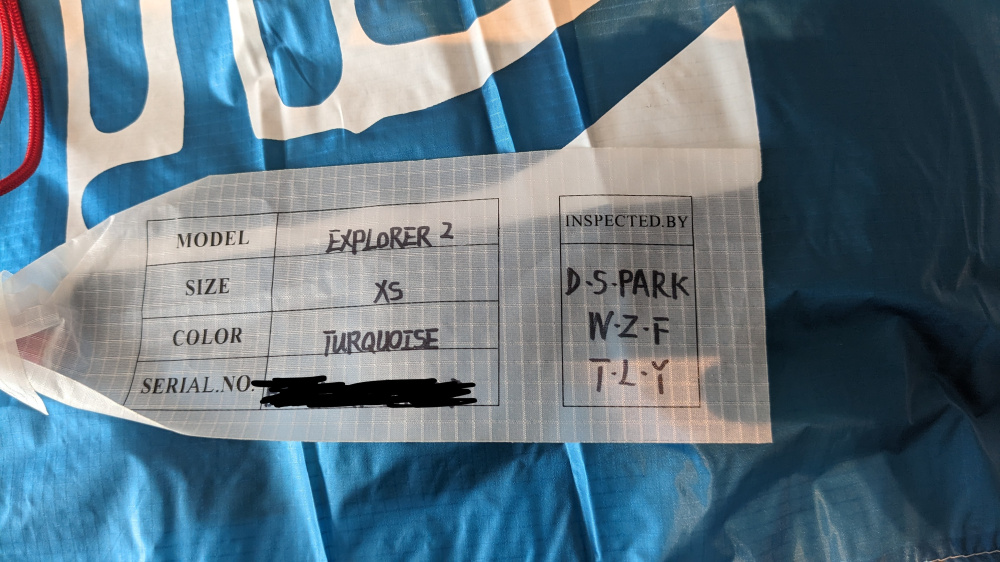 MODEL EXPLORER 2
SIZE XS
COLOR TURQUOISE
SERIAL.NO.
INSPECTED.BY
D.S.PARK
W.Z.F
T.L.Y